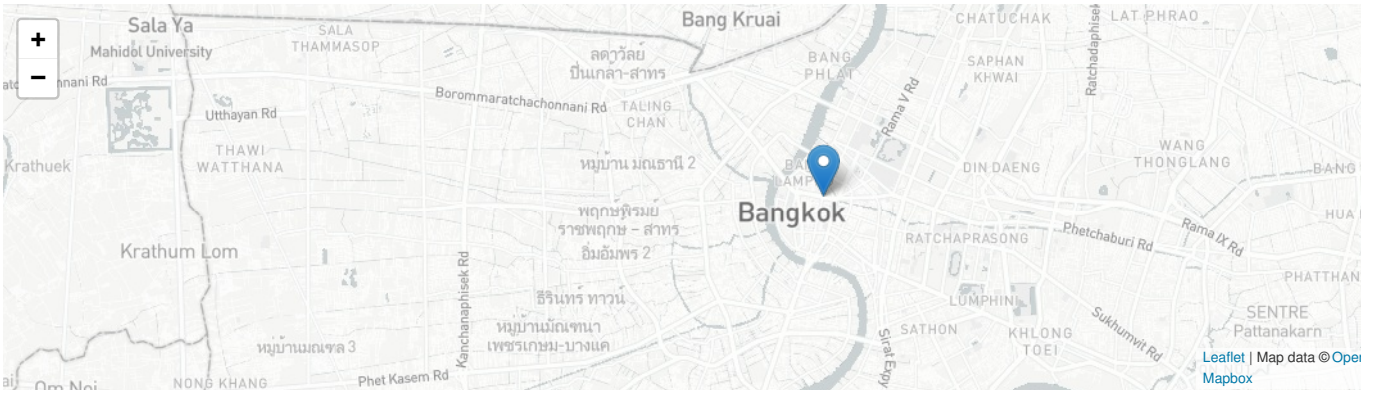 +
−
Sala Ya
Mahidol University
SALA
THAMMASOP
Bang Kruai
CHATUCHAK
LAT PHRAO
Ratchadaphisek
ลดาวัลย์
ปิ่นเกล้า-สาทร
BANG
PHLAT
SAPHAN
KHWAI
Borommaratchachonnani Rd
TALING
CHAN
Rama V Rd
Utthayan Rd
THAWI
WATTHANA
Krathuek
หมู่บ้าน มณธานี 2
DIN DAENG
WANG
THONGLANG
BANG
พฤกษ์พิรมย์
ราชพฤกษ์ – สาทร
อิ่มอัมพร 2
Bangkok
Krathum Lom
RATCHAPRASONG
Phetchaburi Rd
Rama IX Rd
HUA
PHATTHAN
Kanchanaphisek Rd
ธีรินทร์ ทาวน์
LUMPHINI
SENTRE
Pattanakarn
หมู่บ้านมัณฑนา
เพชรเกษม-บางแค
หมู่บ้านมณฑล 3
SATHON
KHLONG
TOEI
Sukhumvit Rd
Sirat Expy
Om Noi
NONG KHANG
Phet Kasem Rd
Leaflet | Map data © Open
Mapbox